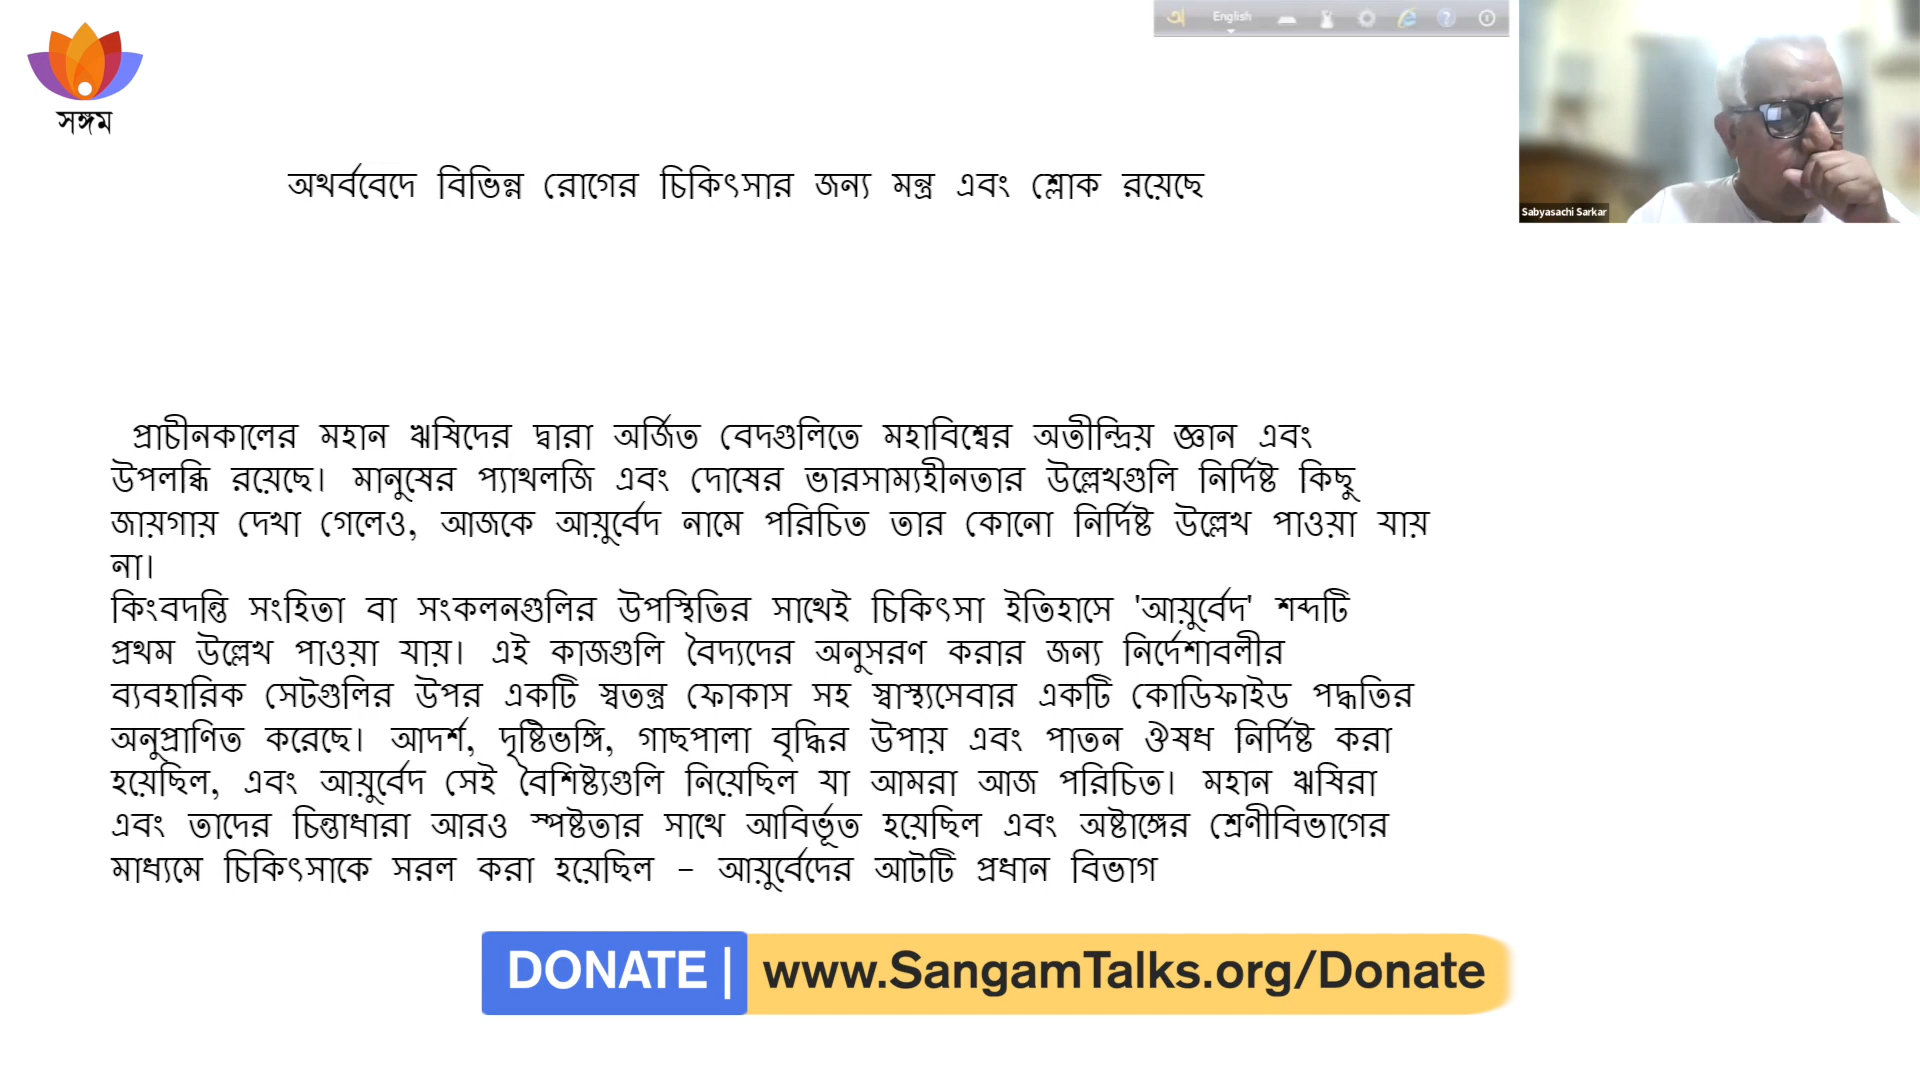 সঙ্গম
English
Sabyasachi Sarkar
অথর্ববেদে বিভিন্ন রোগের চিকিৎসার জন্য মন্ত্র এবং শ্লোক রয়েছে
প্রাচীনকালের মহান ঋষিদের দ্বারা অর্জিত বেদগুলিতে মহাবিশ্বের অতীন্দ্রিয় জ্ঞান এবং
উপলব্ধি রয়েছে। মানুষের প্যাথলজি এবং দোষের ভারসাম্যহীনতার উল্লেখগুলি নির্দিষ্ট কিছু
জায়গায় দেখা গেলেও, আজকে আয়ুর্বেদ নামে পরিচিত তার কোনো নির্দিষ্ট উল্লেখ পাওয়া যায়
না।
কিংবদন্তি সংহিতা বা সংকলনগুলির উপস্থিতির সাথেই চিকিৎসা ইতিহাসে 'আয়ুর্বেদ' শব্দটি
প্রথম উল্লেখ পাওয়া যায়। এই কাজগুলি বৈদ্যদের অনুসরণ করার জন্য নির্দেশাবলীর
ব্যবহারিক সেটগুলির উপর একটি স্বতন্ত্র ফোকাস সহ স্বাস্থ্যসেবার একটি কোডিফাইড পদ্ধতির
অনুপ্রাণিত করেছে। আদর্শ, দৃষ্টিভঙ্গি, গাছপালা বৃদ্ধির উপায় এবং পাতন ঔষধ নির্দিষ্ট করা
হয়েছিল, এবং আয়ুর্বেদ সেই বৈশিষ্ট্যগুলি নিয়েছিল যা আমরা আজ পরিচিত। মহান ঋষিরা
এবং তাদের চিন্তাধারা আরও স্পষ্টতার সাথে আবির্ভূত হয়েছিল এবং অষ্টাঙ্গের শ্রেণীবিভাগের
মাধ্যমে চিকিৎসাকে সরল করা হয়েছিল – আয়ুর্বেদের আটটি প্রধান বিভাগ
DONATE | www.SangamTalks.org/Donate